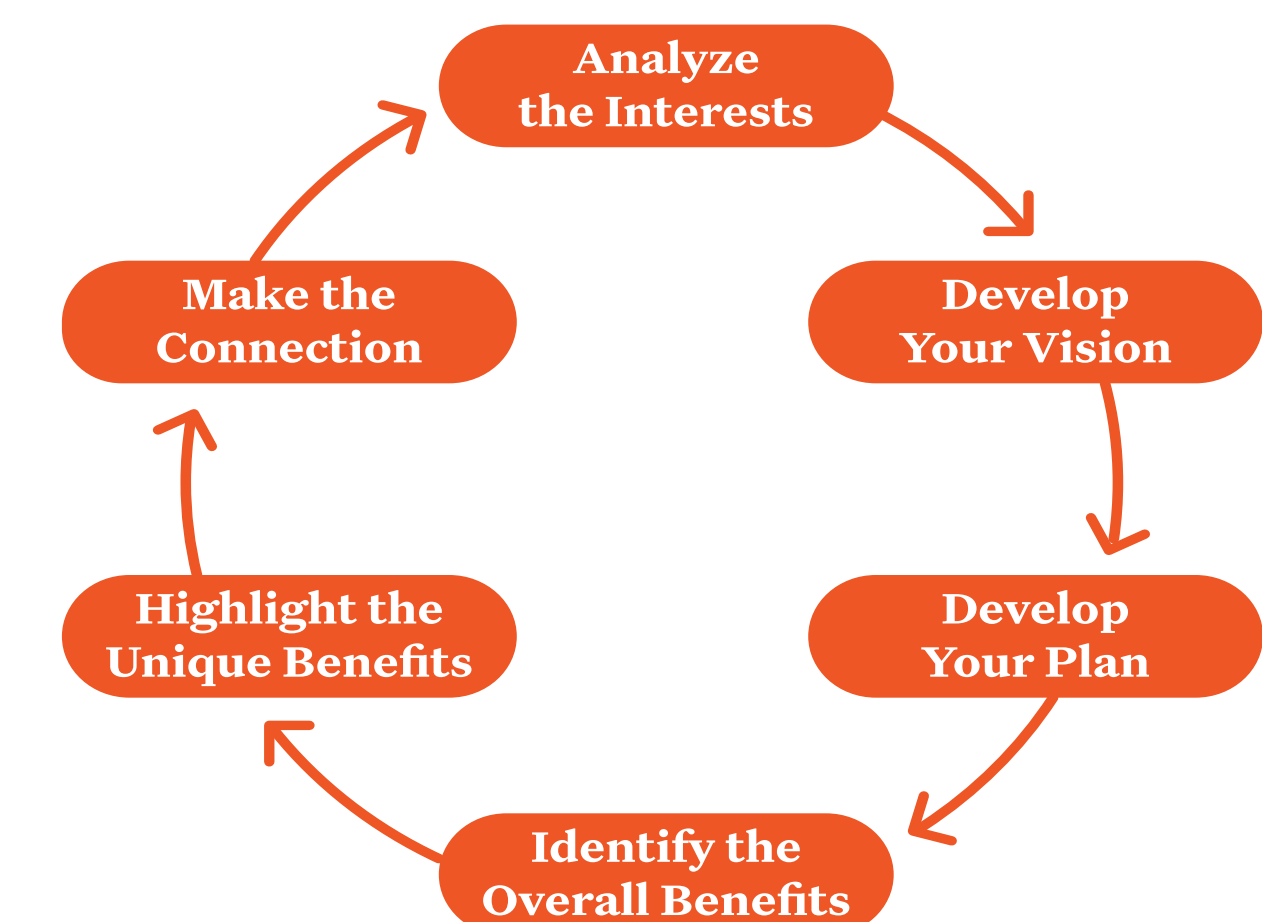 Analyze
the Interests
Develop
Your Vision
Develop
Your Plan
Identify the
Overall Benefits
Highlight the
Unique Benefits
Make the
Connection